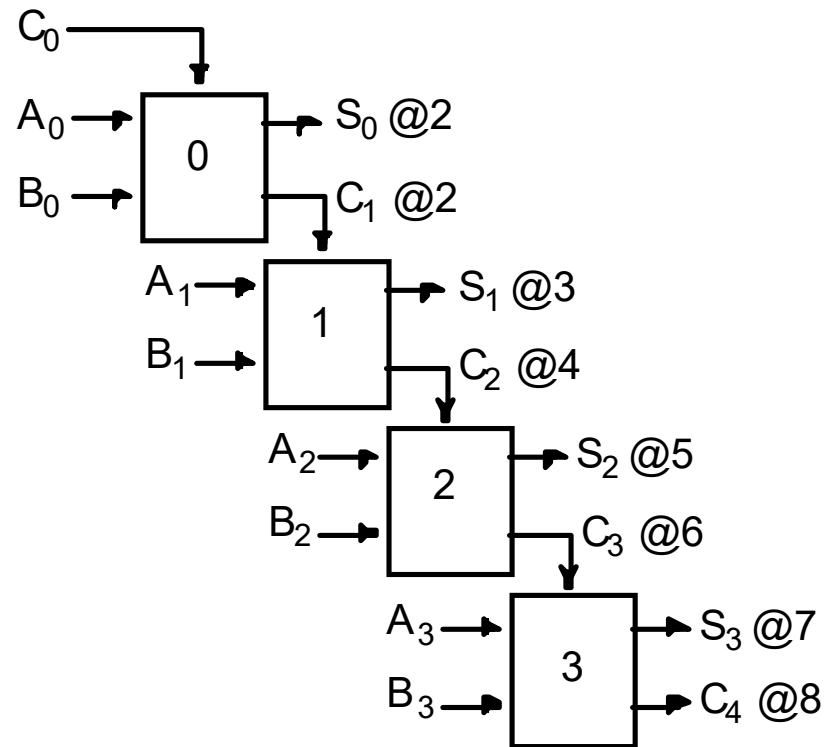 C₀
A₀
S₀ @2
0
B₀
C₁ @2
A₁
S₁ @3
1
B₁
C₂ @4
A₂
S₂ @5
2
B₂
C₃ @6
A₃
S₃ @7
3
B₃
C₄ @8